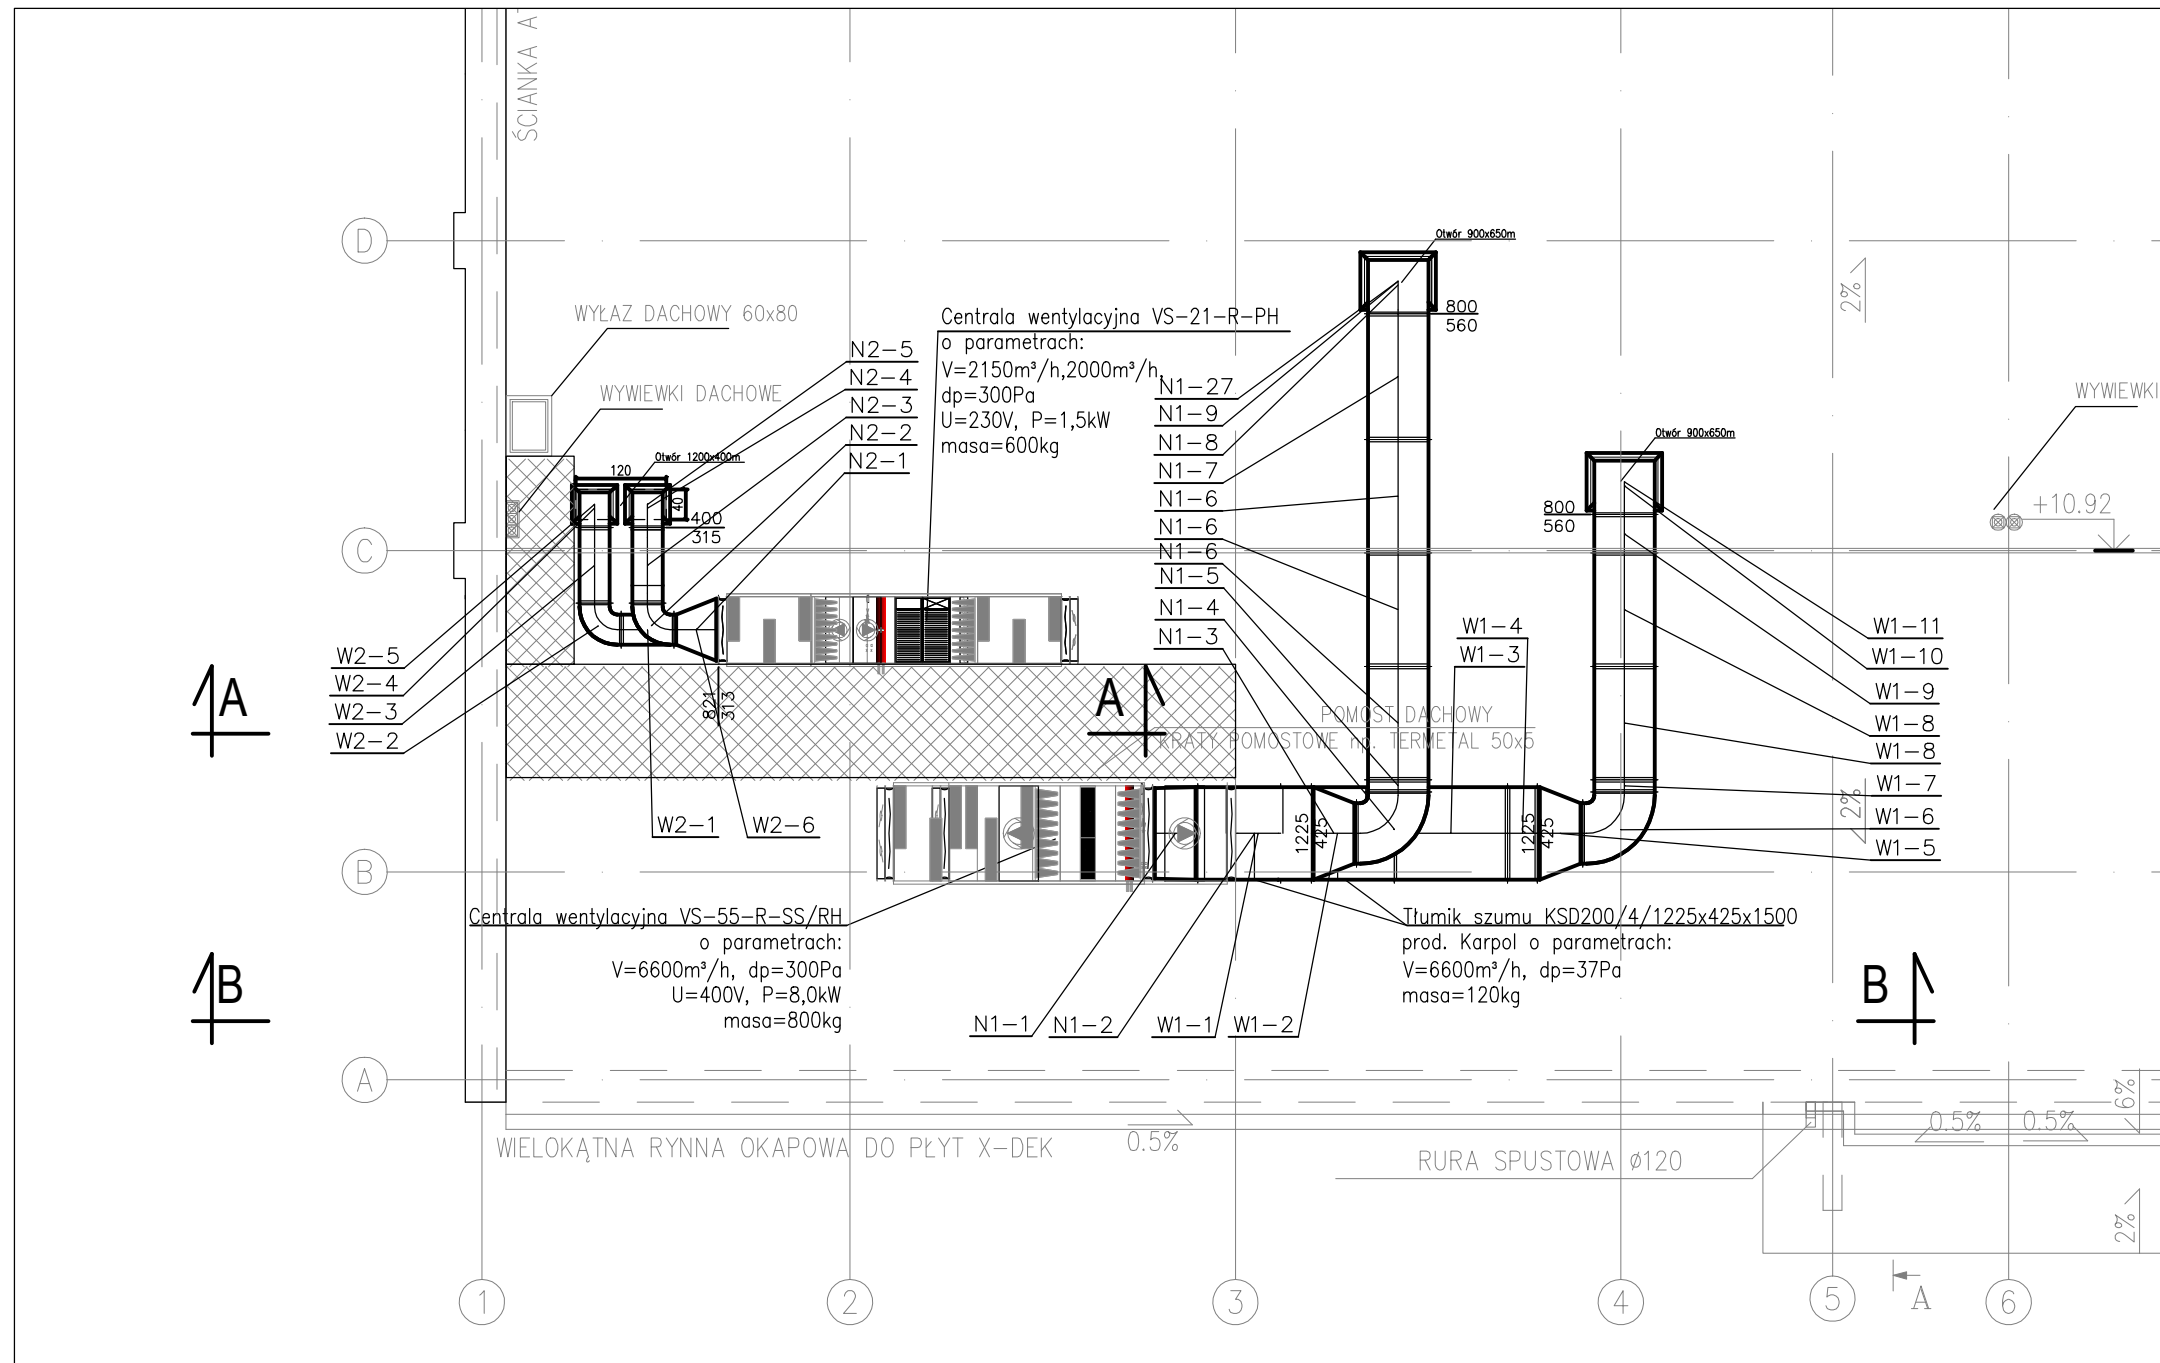 ŚCIANKA A
D
C
B
A
WYŁAZ DACHOWY 60x80
WYWIEWKI DACHOWE
N2-5
N2-4
N2-3
N2-2
N2-1
Otwór 1200x400m
120
40
400
315
Centrala wentylacyjna VS-21-R-PH
o parametrach:
V=2150m³/h,2000m³/h,
dp=300Pa
U=230V, P=1,5kW
masa=600kg
N1-27
N1-9
N1-8
N1-7
N1-6
N1-6
N1-6
N1-5
N1-4
N1-3
Otwór 900x650m
800
560
Otwór 900x650m
800
560
2%
WYWIEWKI
+10.92
W2-5
W2-4
W2-3
W2-2
W2-1
W2-6
821
313
A
A
POMOST DACHOWY
KRATY POMOSTOWE np. TERMETAL 50x5
W1-4
W1-3
W1-11
W1-10
W1-9
W1-8
W1-8
W1-7
W1-6
W1-5
2%
1225
425
1225
425
Centrala wentylacyjna VS-55-R-SS/RH
o parametrach:
V=6600m³/h, dp=300Pa
U=400V, P=8,0kW
masa=800kg
N1-1
N1-2
W1-1
W1-2
Tłumik szumu KSD200/4/1225x425x1500
prod. Karpol o parametrach:
V=6600m³/h, dp=37Pa
masa=120kg
B
B
WIELOKĄTNA RYNNA OKAPOWA DO PŁYT X-DEK
0.5%
RURA SPUSTOWA ø120
0.5%
0.5%
6%
2%
A
1
2
3
4
5
6